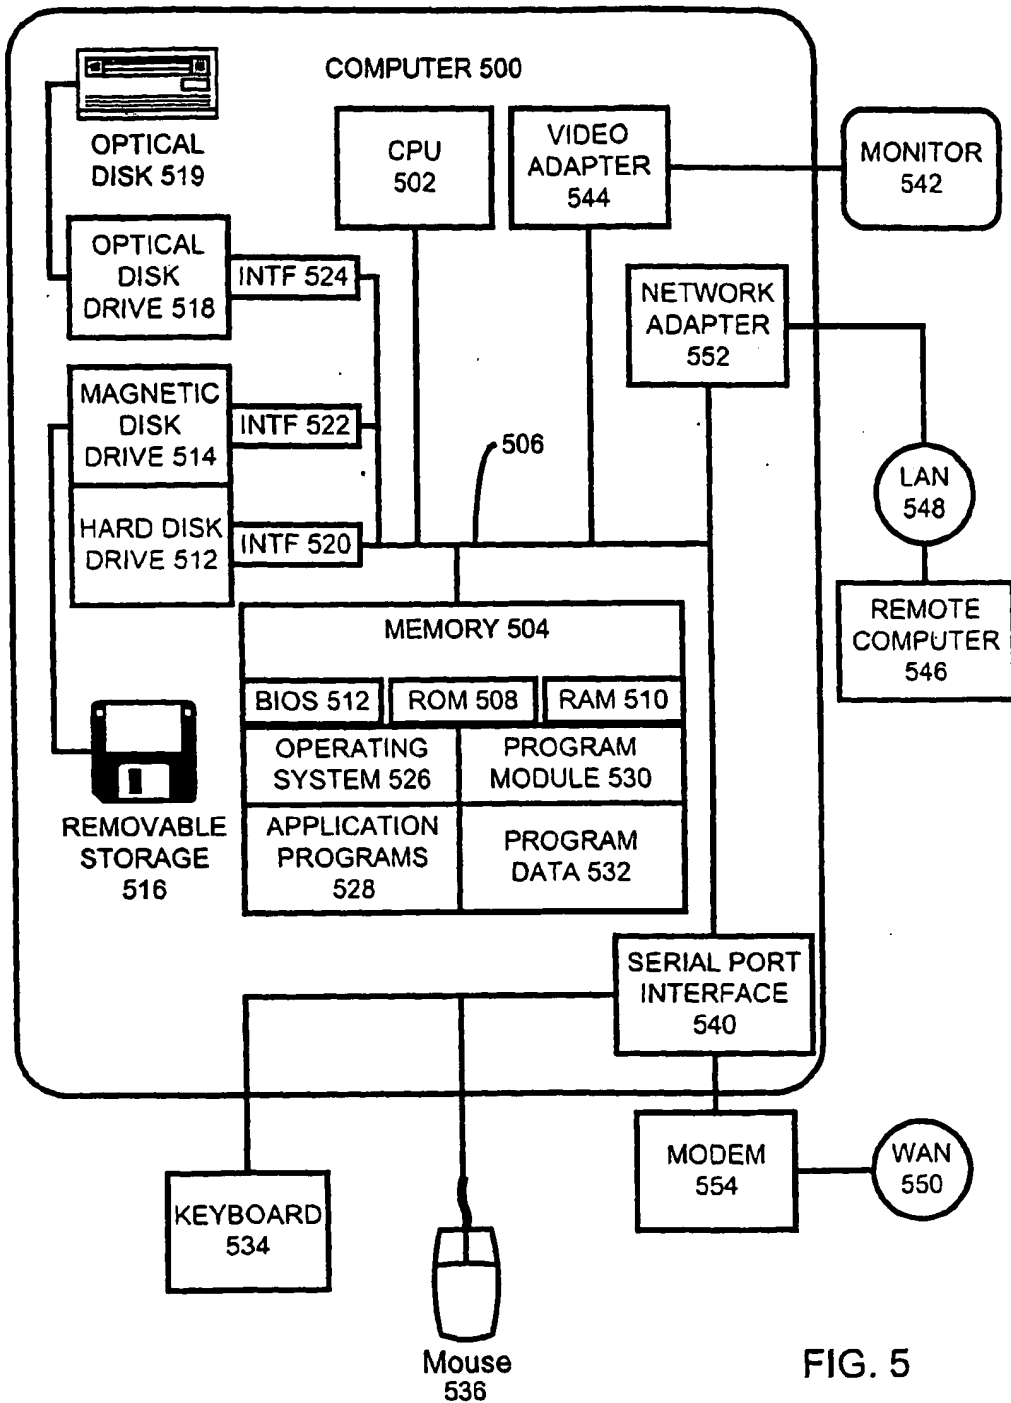 COMPUTER 500
OPTICAL
DISK 519
CPU
502
VIDEO
ADAPTER
544
MONITOR
542
OPTICAL
DISK
DRIVE 518
INTF 524
NETWORK
ADAPTER
552
MAGNETIC
DISK
DRIVE 514
INTF 522
506
LAN
548
HARD DISK
DRIVE 512
INTF 520
REMOTE
COMPUTER
546
MEMORY 504
BIOS 512
ROM 508
RAM 510
OPERATING
SYSTEM 526
PROGRAM
MODULE 530
REMOVABLE
STORAGE
516
APPLICATION
PROGRAMS
528
PROGRAM
DATA 532
SERIAL PORT
INTERFACE
540
MODEM
554
WAN
550
KEYBOARD
534
Mouse
536
FIG. 5